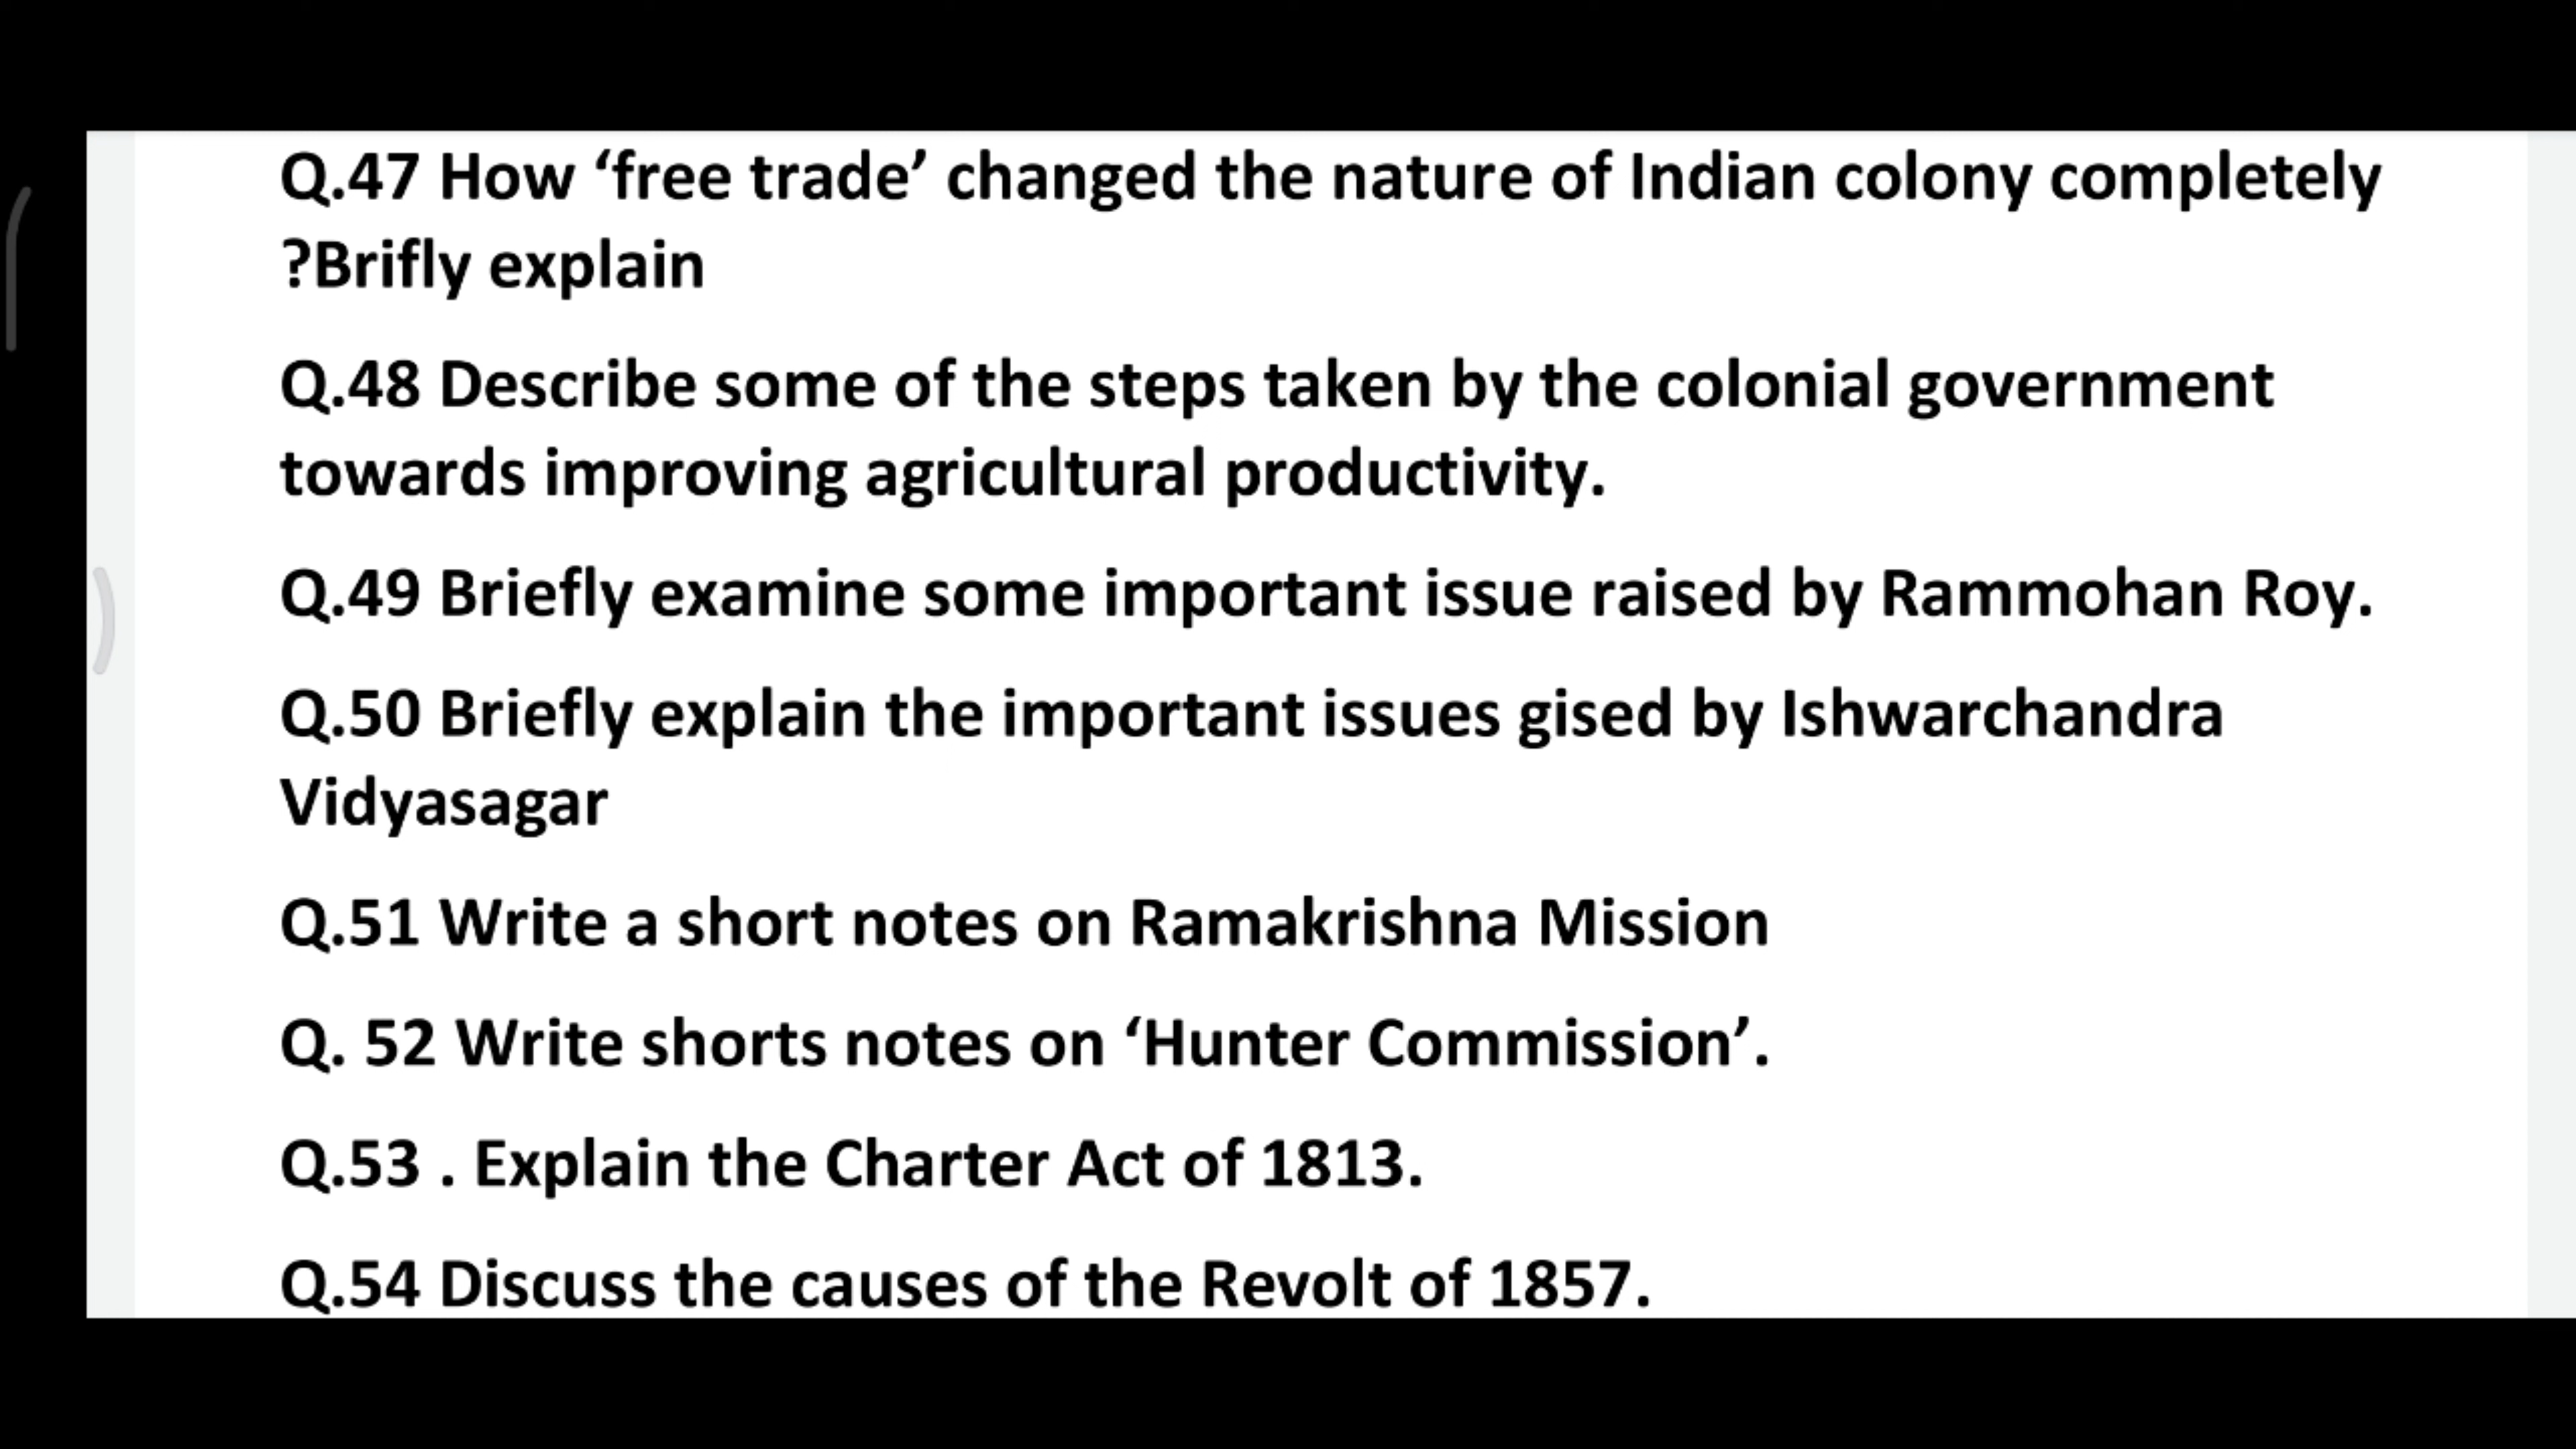 Q.47 How ‘free trade’ changed the nature of Indian colony completely
?Brifly explain
Q.48 Describe some of the steps taken by the colonial government
towards improving agricultural productivity.
Q.49 Briefly examine some important issue raised by Rammohan Roy.
Q.50 Briefly explain the important issues gised by Ishwarchandra
Vidyasagar
Q.51 Write a short notes on Ramakrishna Mission
Q. 52 Write shorts notes on ‘Hunter Commission’.
Q.53 . Explain the Charter Act of 1813.
Q.54 Discuss the causes of the Revolt of 1857.